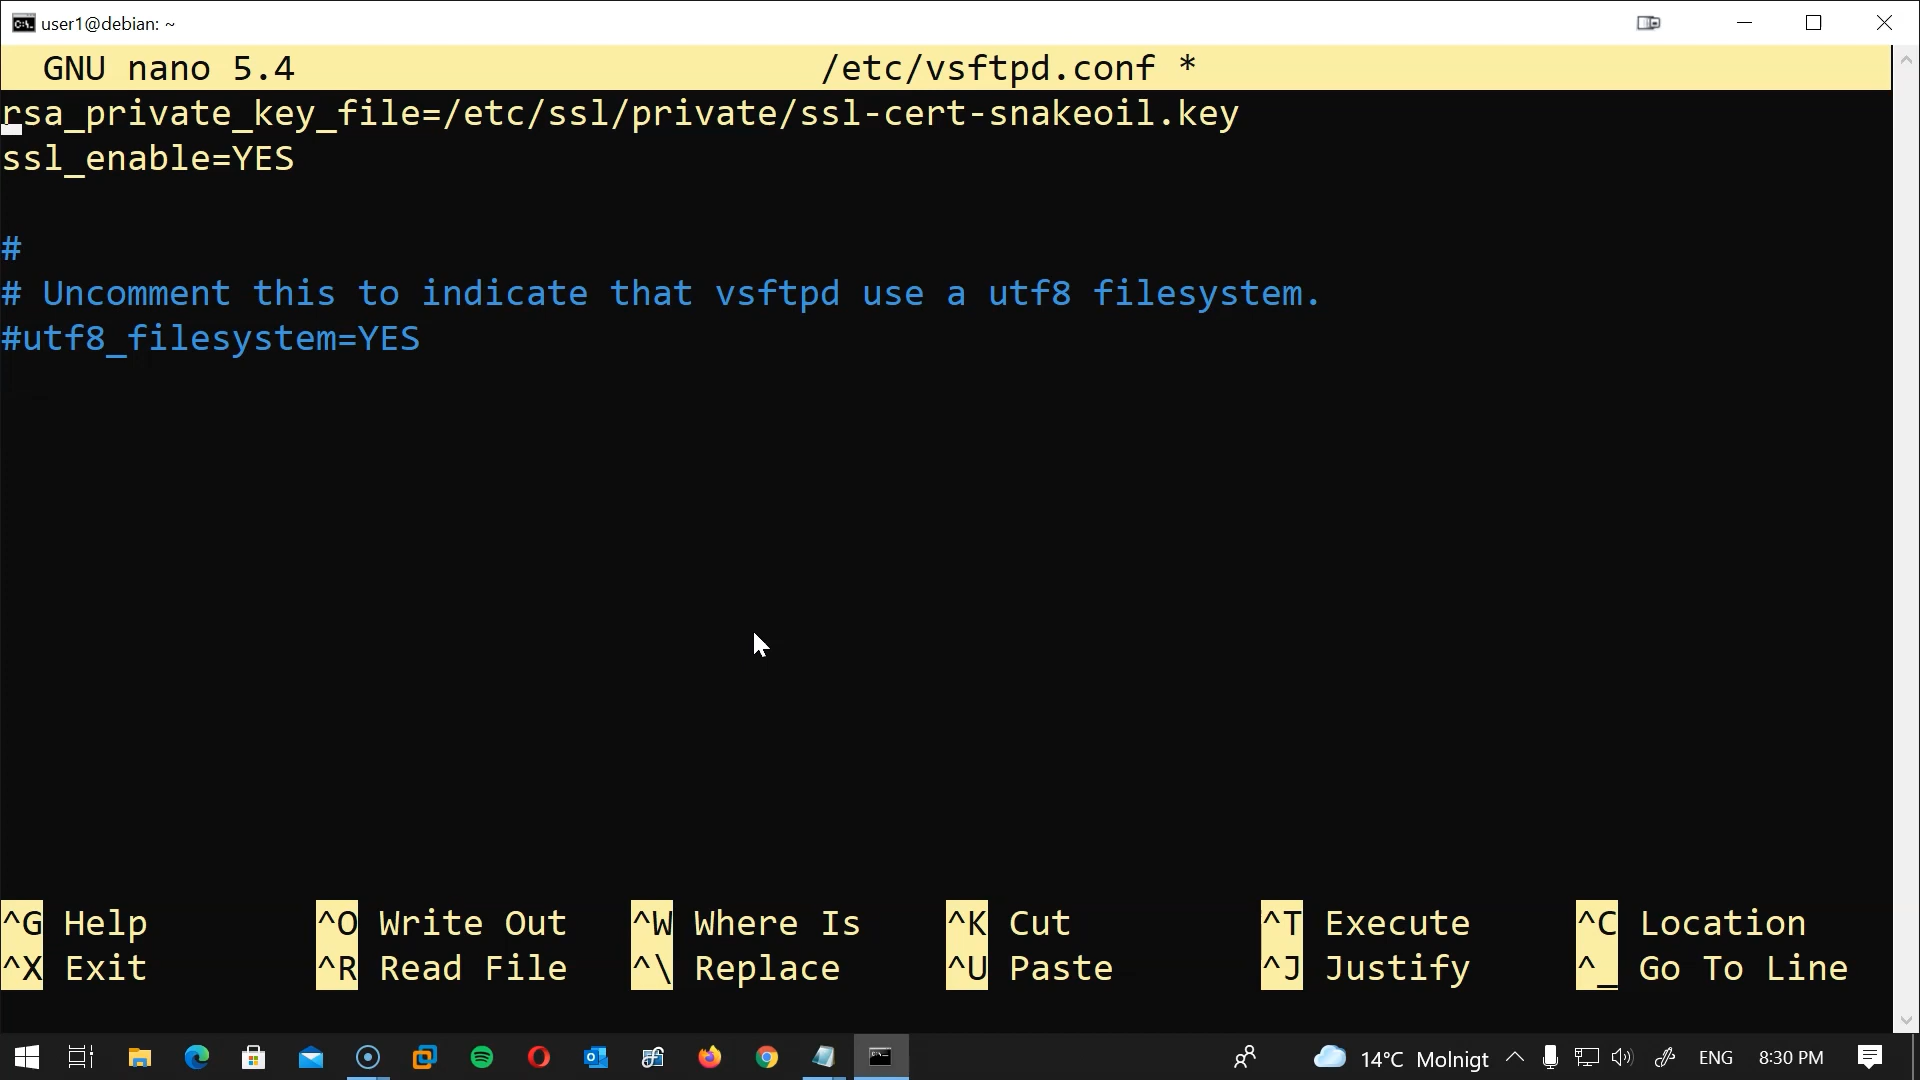 user1@debian: ~
GNU nano 5.4 /etc/vsftpd.conf *
rsa_private_key_file=/etc/ssl/private/ssl-cert-snakeoil.key
ssl_enable=YES
#
# Uncomment this to indicate that vsftpd use a utf8 filesystem.
#utf8_filesystem=YES
^G Help ^O Write Out ^W Where Is ^K Cut ^T Execute ^C Location
^X Exit ^R Read File ^\ Replace ^U Paste ^J Justify ^_ Go To Line
14°C Molnigt ENG 8:30 PM